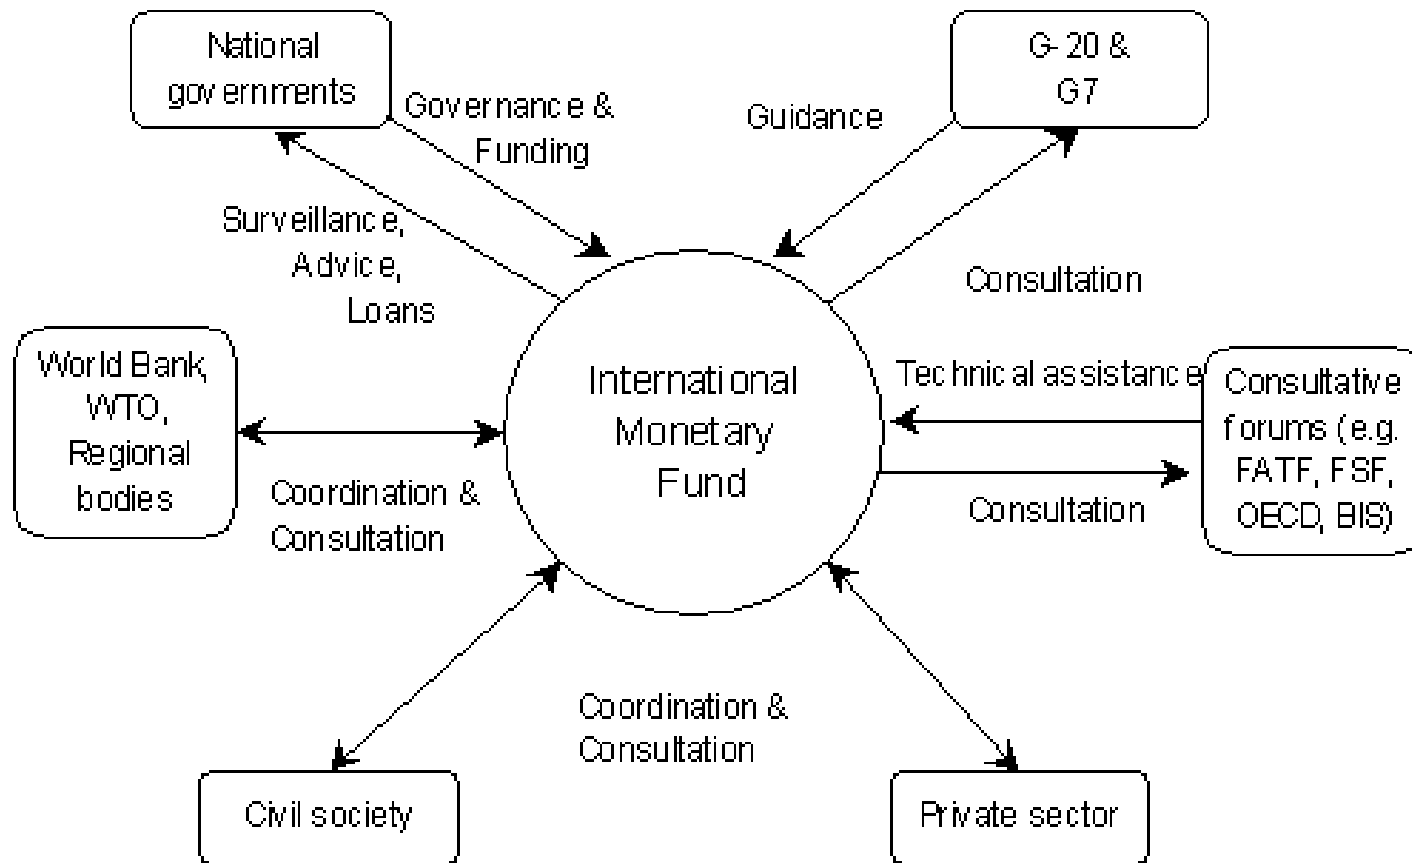 National
governments
G-20 &
G7
Governance &
Funding
Guidance
Surveillance,
Advice,
Loans
Consultation
World Bank,
WTO,
Regional
bodies
International
Monetary
Fund
Technical assistance
Consultative
forums (e.g.
FATF, FSF,
OECD, BIS)
Coordination &
Consultation
Consultation
Coordination &
Consultation
Civil society
Private sector